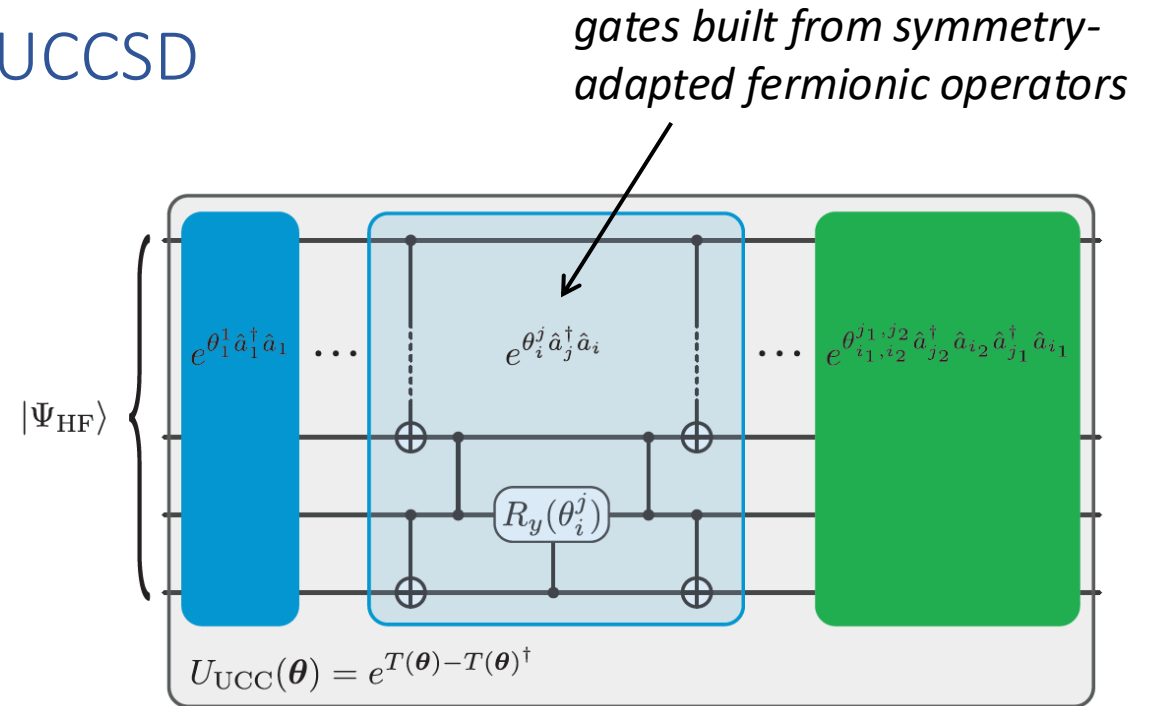 UCCSD
gates built from symmetry-
adapted fermionic operators
|Ψ_HF⟩
e^{θ_1^1 â_1^† â_1}
···
e^{θ_i^j â_j^† â_i}
···
e^{θ_{i_1,i_2}^{j_1,j_2} â_{j_2}^† â_{i_2} â_{j_1}^† â_{i_1}}
R_y(θ_i^j)
U_UCC(θ) = e^{T(θ)−T(θ)^†}